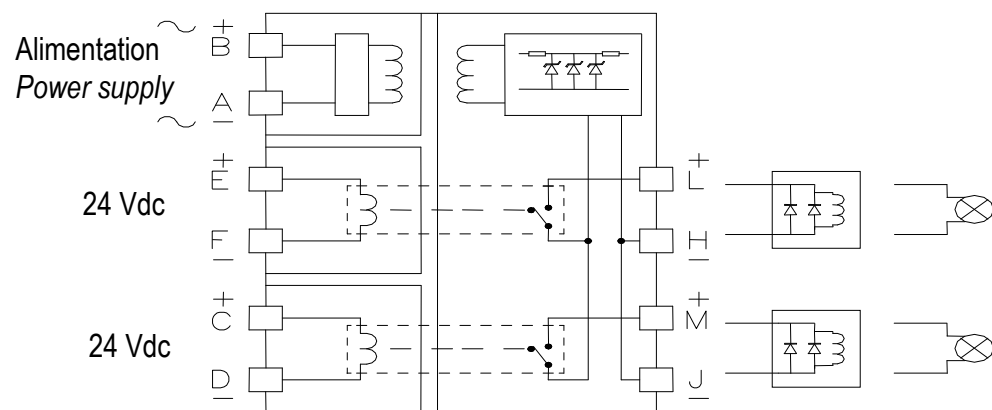 Alimentation
Power supply
~ + B
A
- ~
+
E
24 Vdc
F
-
+
C
24 Vdc
D
-
+
L
H
-
+
M
J
-